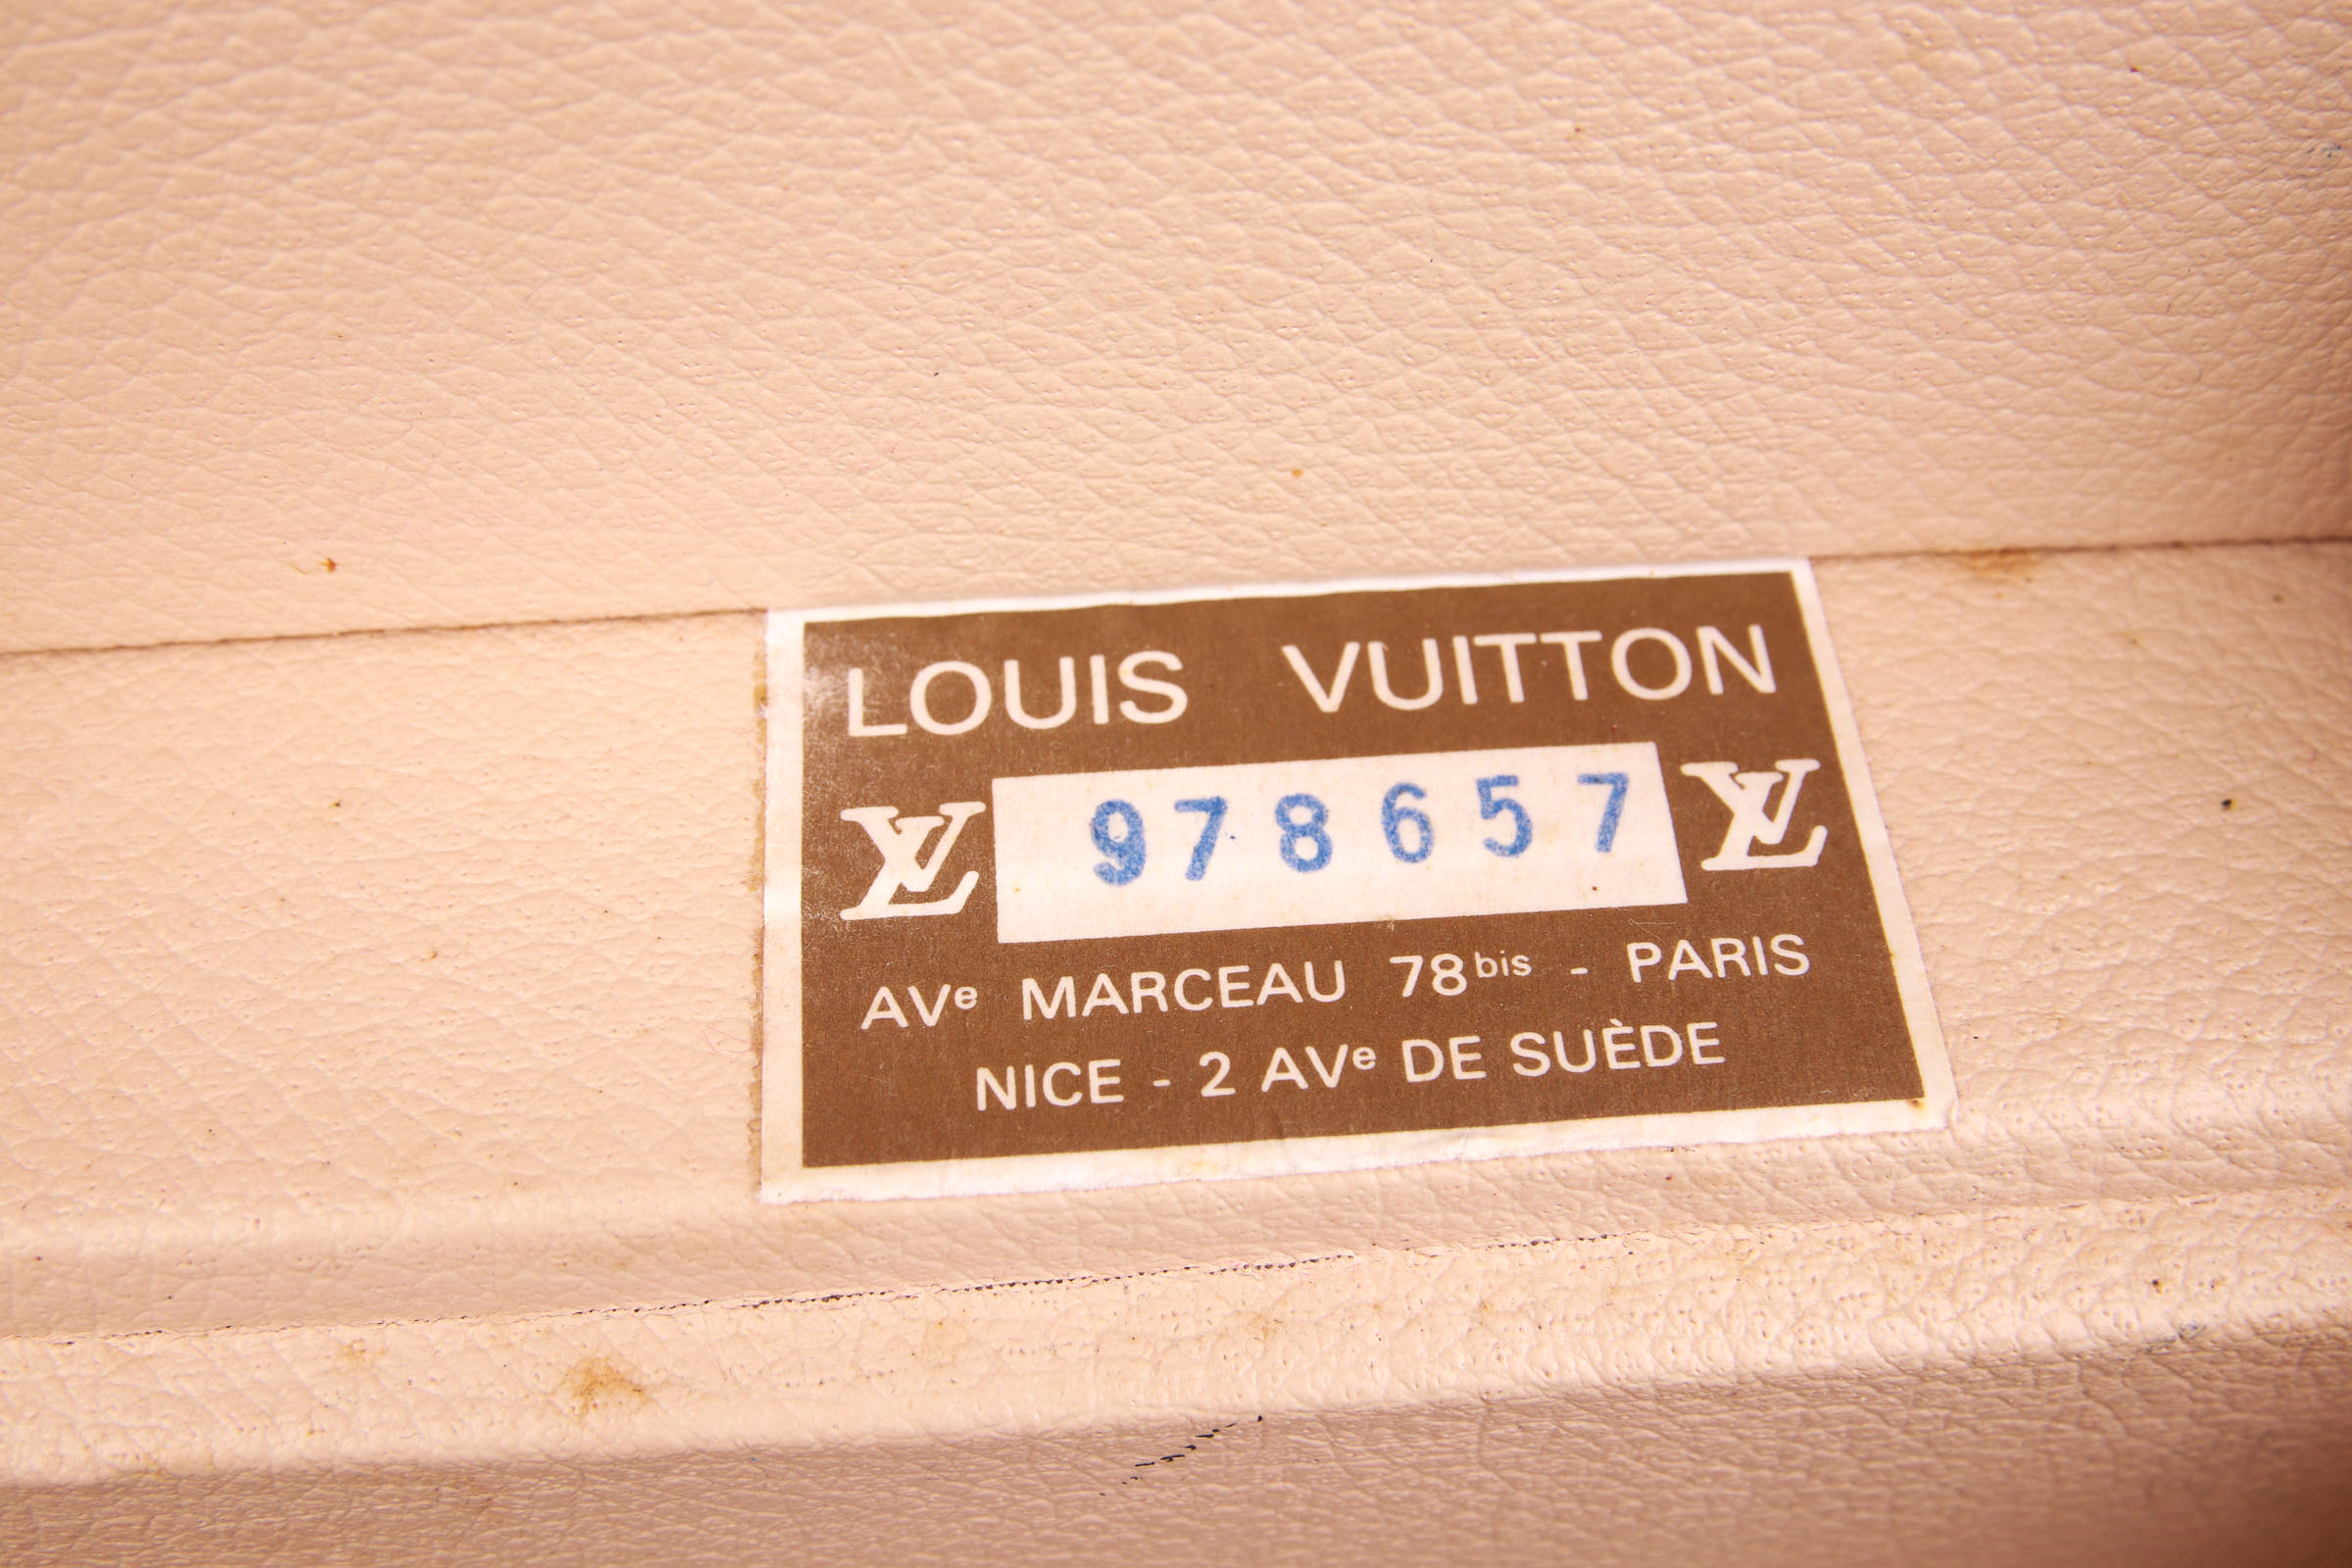 LOUIS VUITTON
LV 978657 LV
AVe MARCEAU 78bis - PARIS
NICE - 2 AVe DE SUÈDE